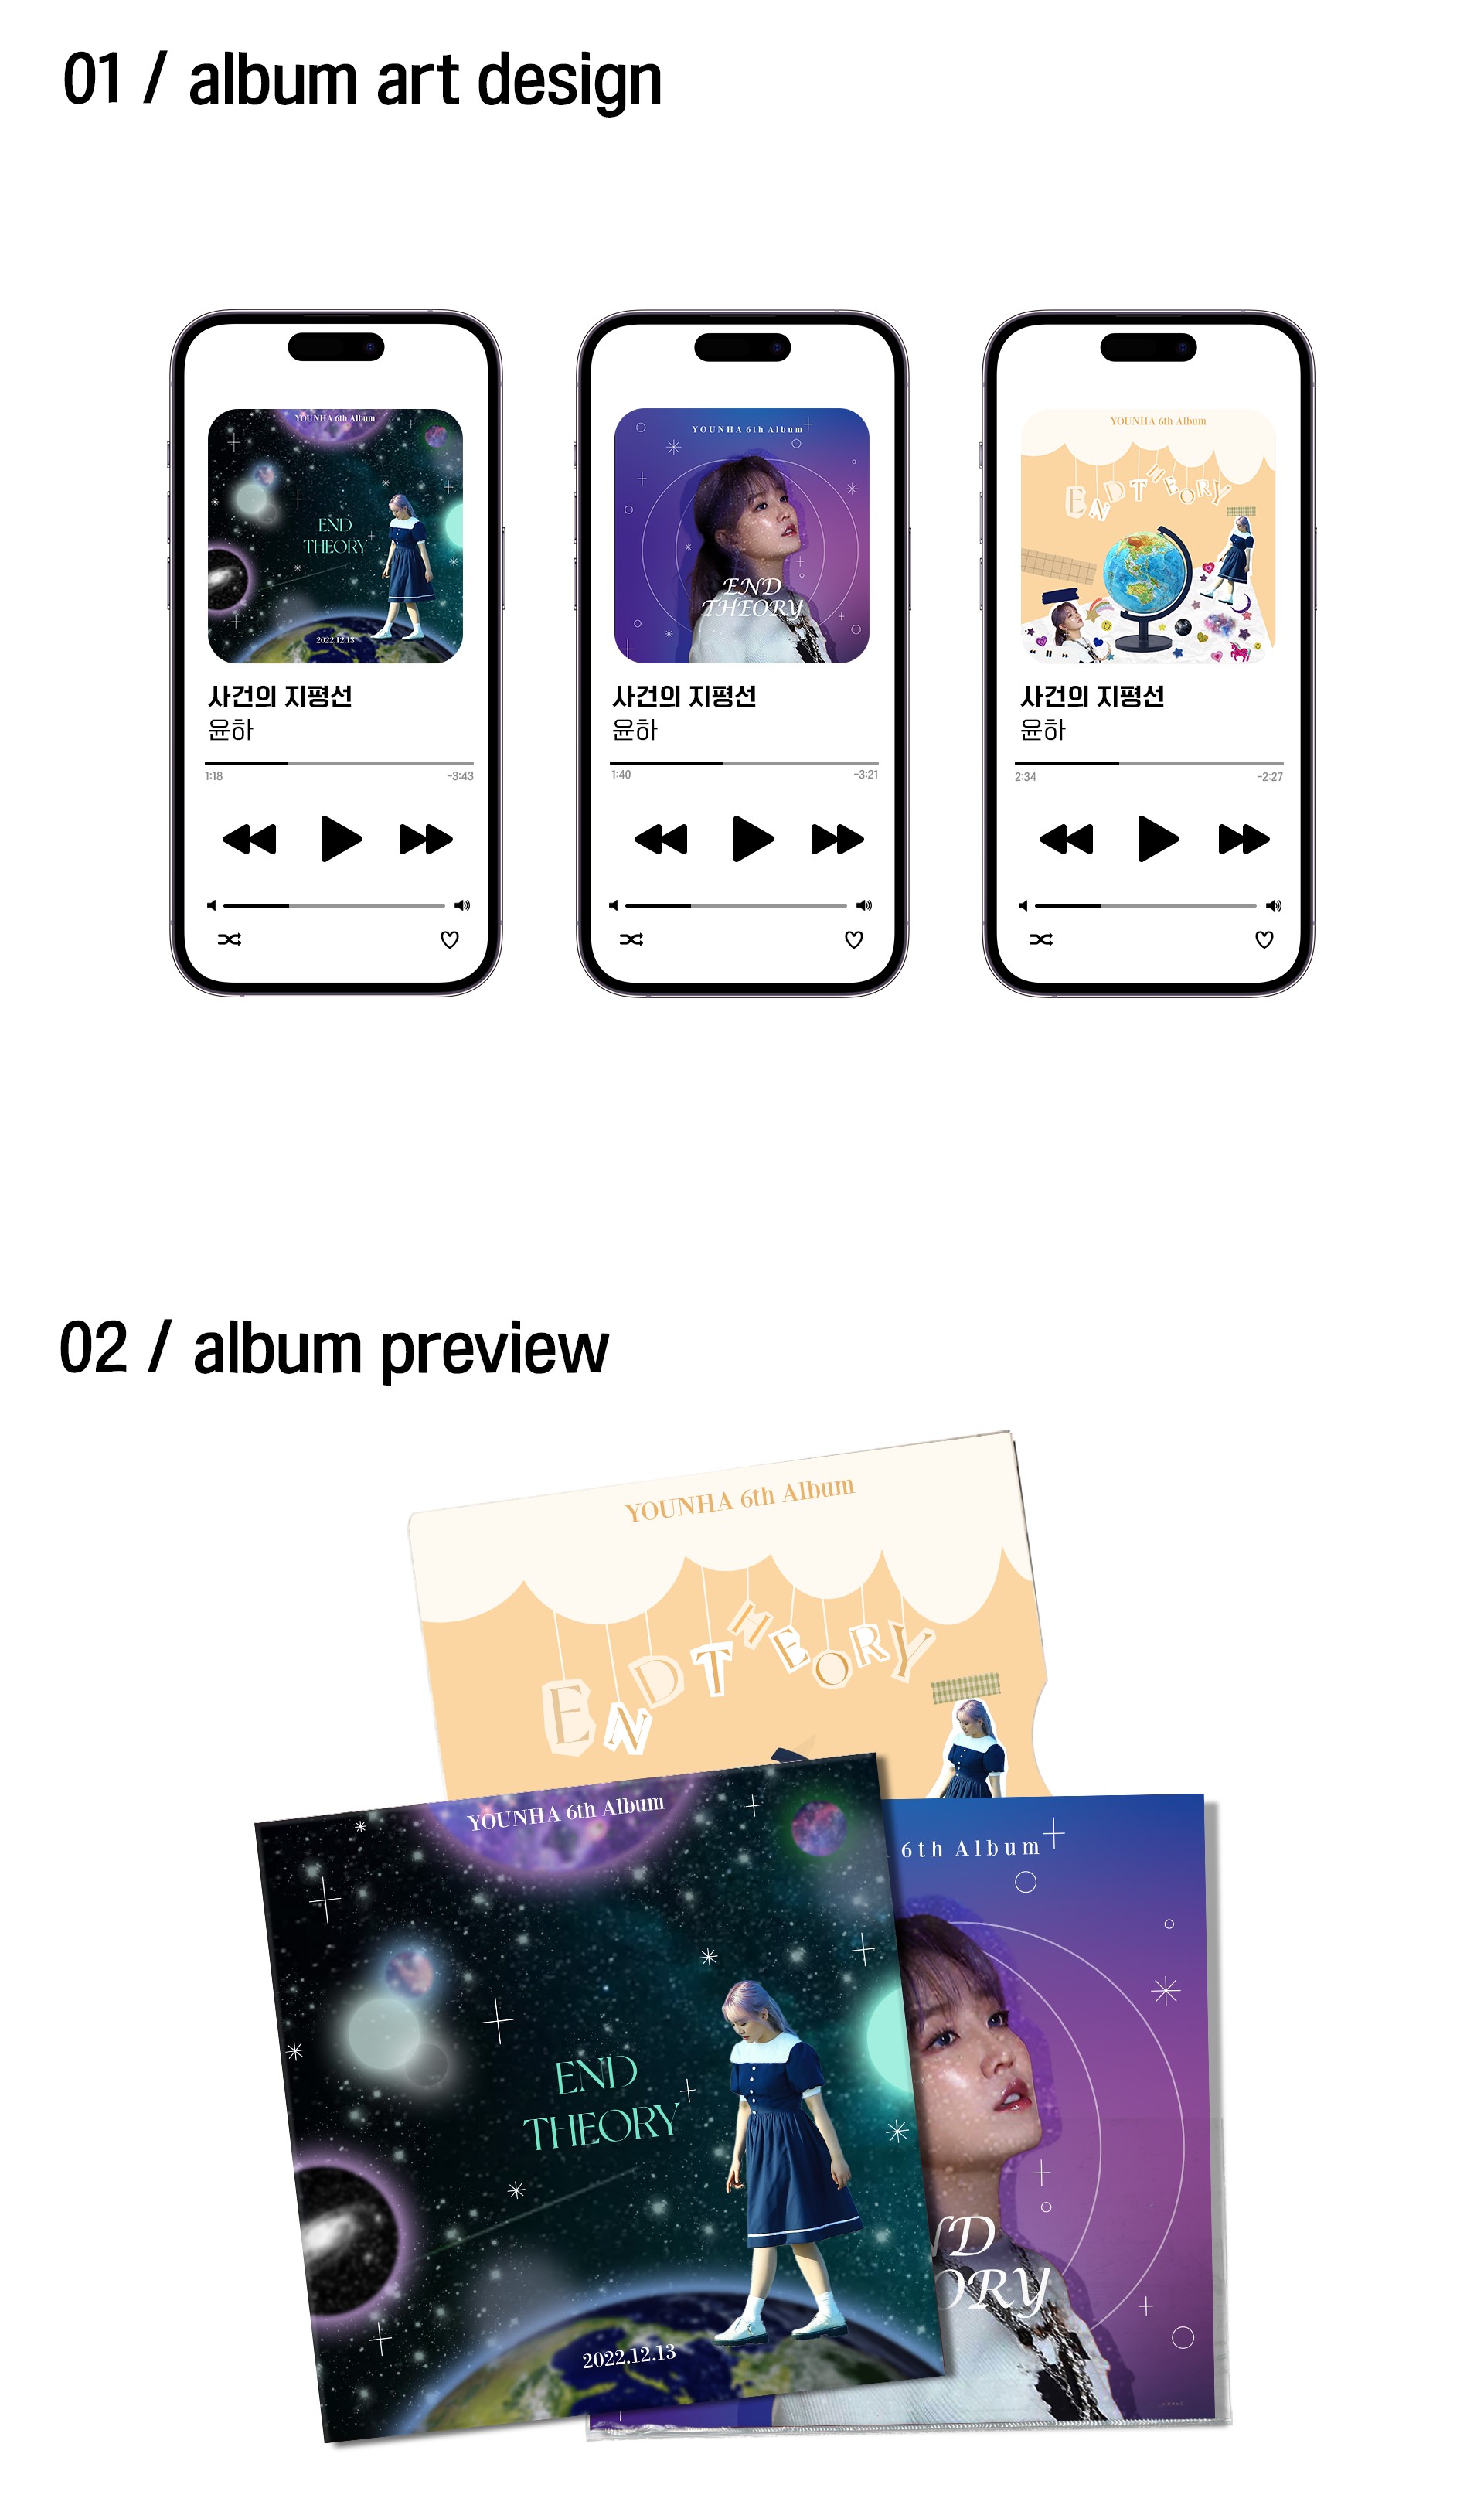 01 / album art design
YOUNHA 6th Album
END
THEORY
2022.12.13
사건의 지평선
윤하
1:18
-3:43
YOUNHA 6th Album
END
THEORY
사건의 지평선
윤하
1:40
-3:21
YOUNHA 6th Album
END THEORY
사건의 지평선
윤하
2:34
-2:27
02 / album preview
YOUNHA 6th Album
END THEORY
YOUNHA 6th Album
END
THEORY
2022.12.13
6th Album
ND
ORY